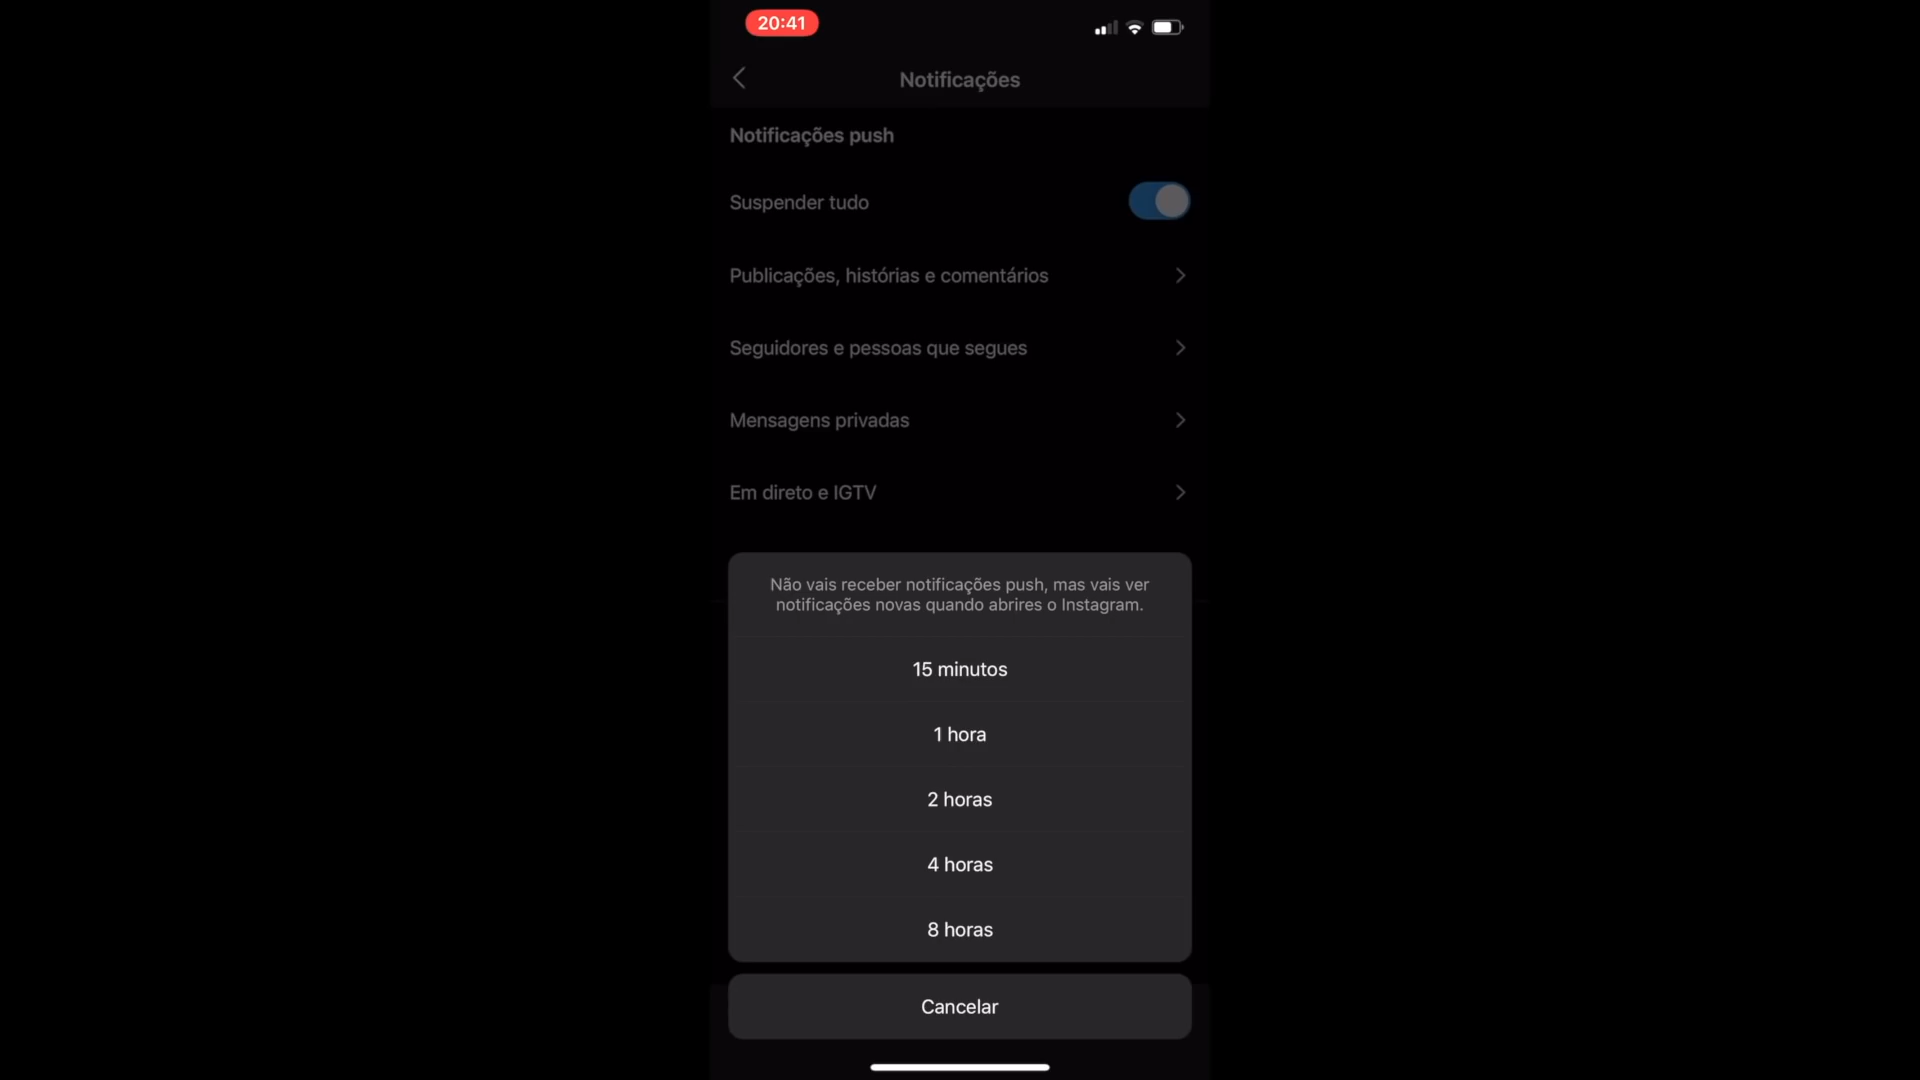 20:41
Notificações
Notificações push
Suspender tudo
Publicações, histórias e comentários
Seguidores e pessoas que segues
Mensagens privadas
Em direto e IGTV
Não vais receber notificações push, mas vais ver
notificações novas quando abrires o Instagram.
15 minutos
1 hora
2 horas
4 horas
8 horas
Cancelar